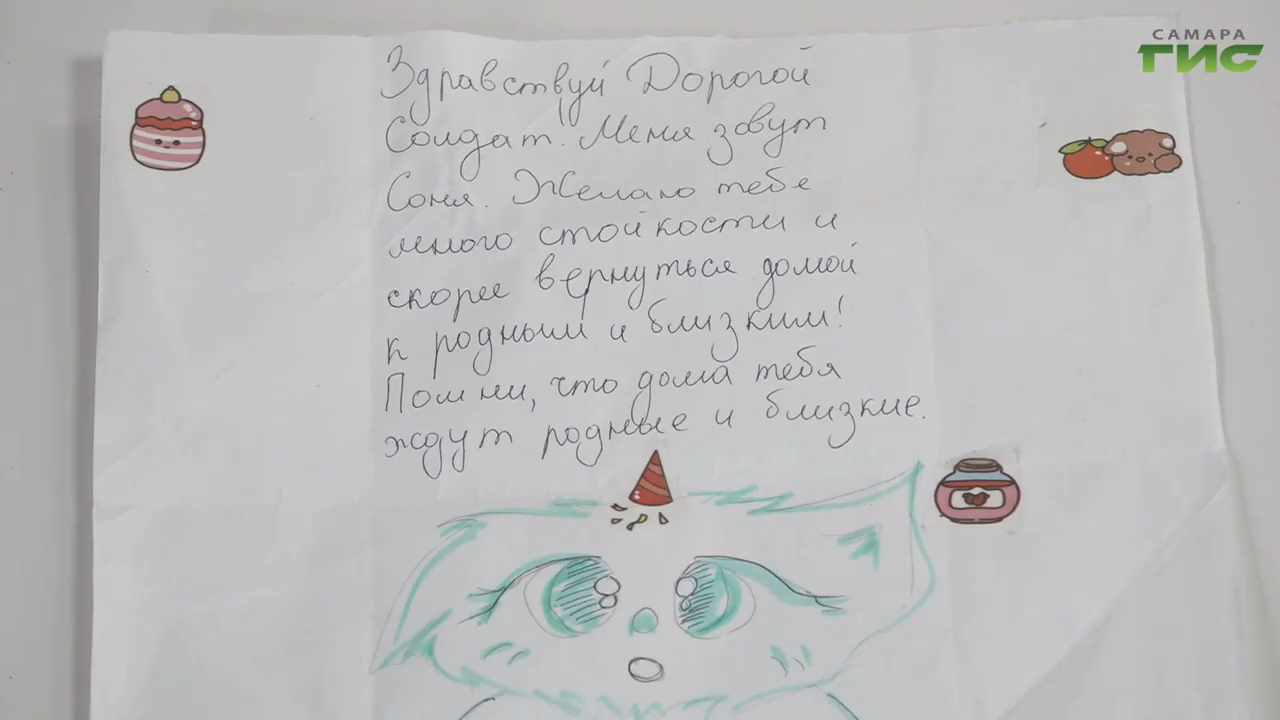 САМАРА
ГИС
Здравствуй Дорогой
Солдат. Меня зовут
Соня. Желаю тебе
много стойкости и
скорее вернуться домой
к родным и близким!
Помни, что дома тебя
ждут родные и близкие.